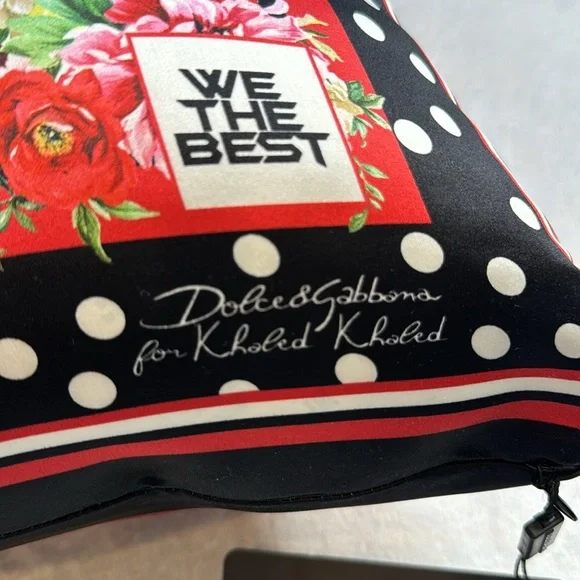 WE
THE
BEST
Dolce&Gabbana
for Khaled Khaled